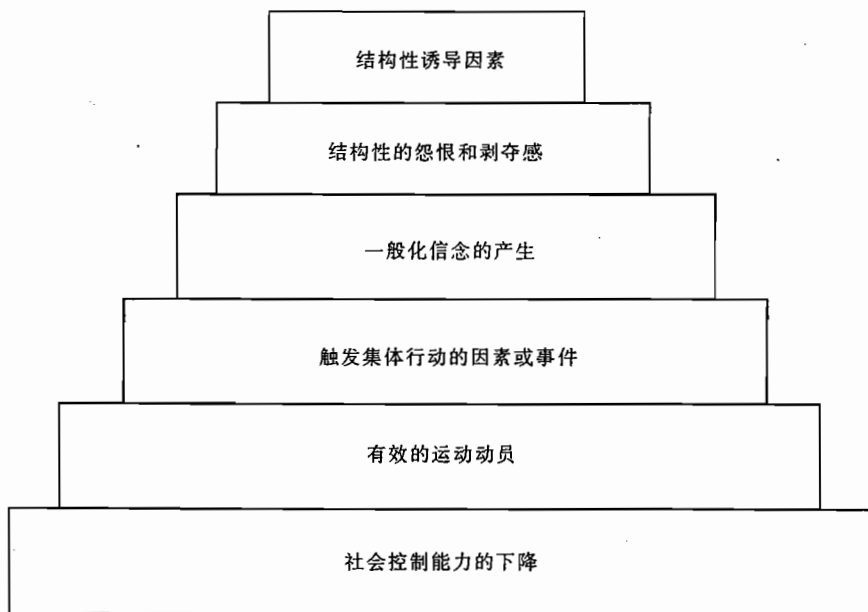 结构性诱导因素
结构性的怨恨和剥夺感
一般化信念的产生
触发集体行动的因素或事件
有效的运动动员
社会控制能力的下降